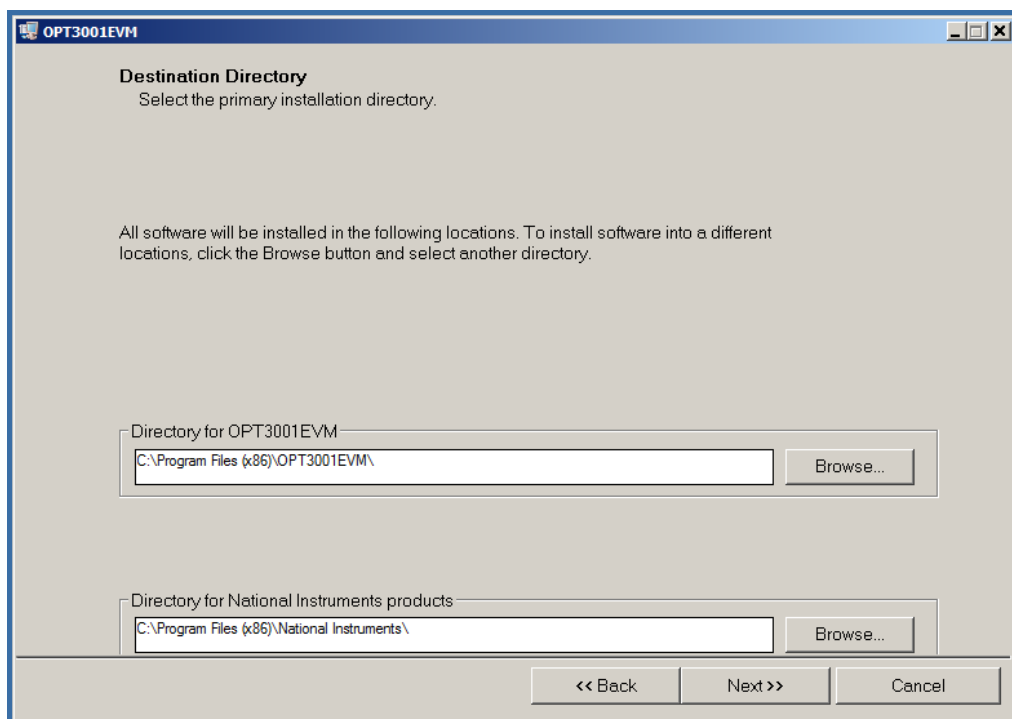 OPT3001EVM
Destination Directory
Select the primary installation directory.
All software will be installed in the following locations. To install software into a different
locations, click the Browse button and select another directory.
Directory for OPT3001EVM
C:\Program Files (x86)\OPT3001EVM\
Browse...
Directory for National Instruments products
C:\Program Files (x86)\National Instruments\
Browse...
<< Back
Next >>
Cancel